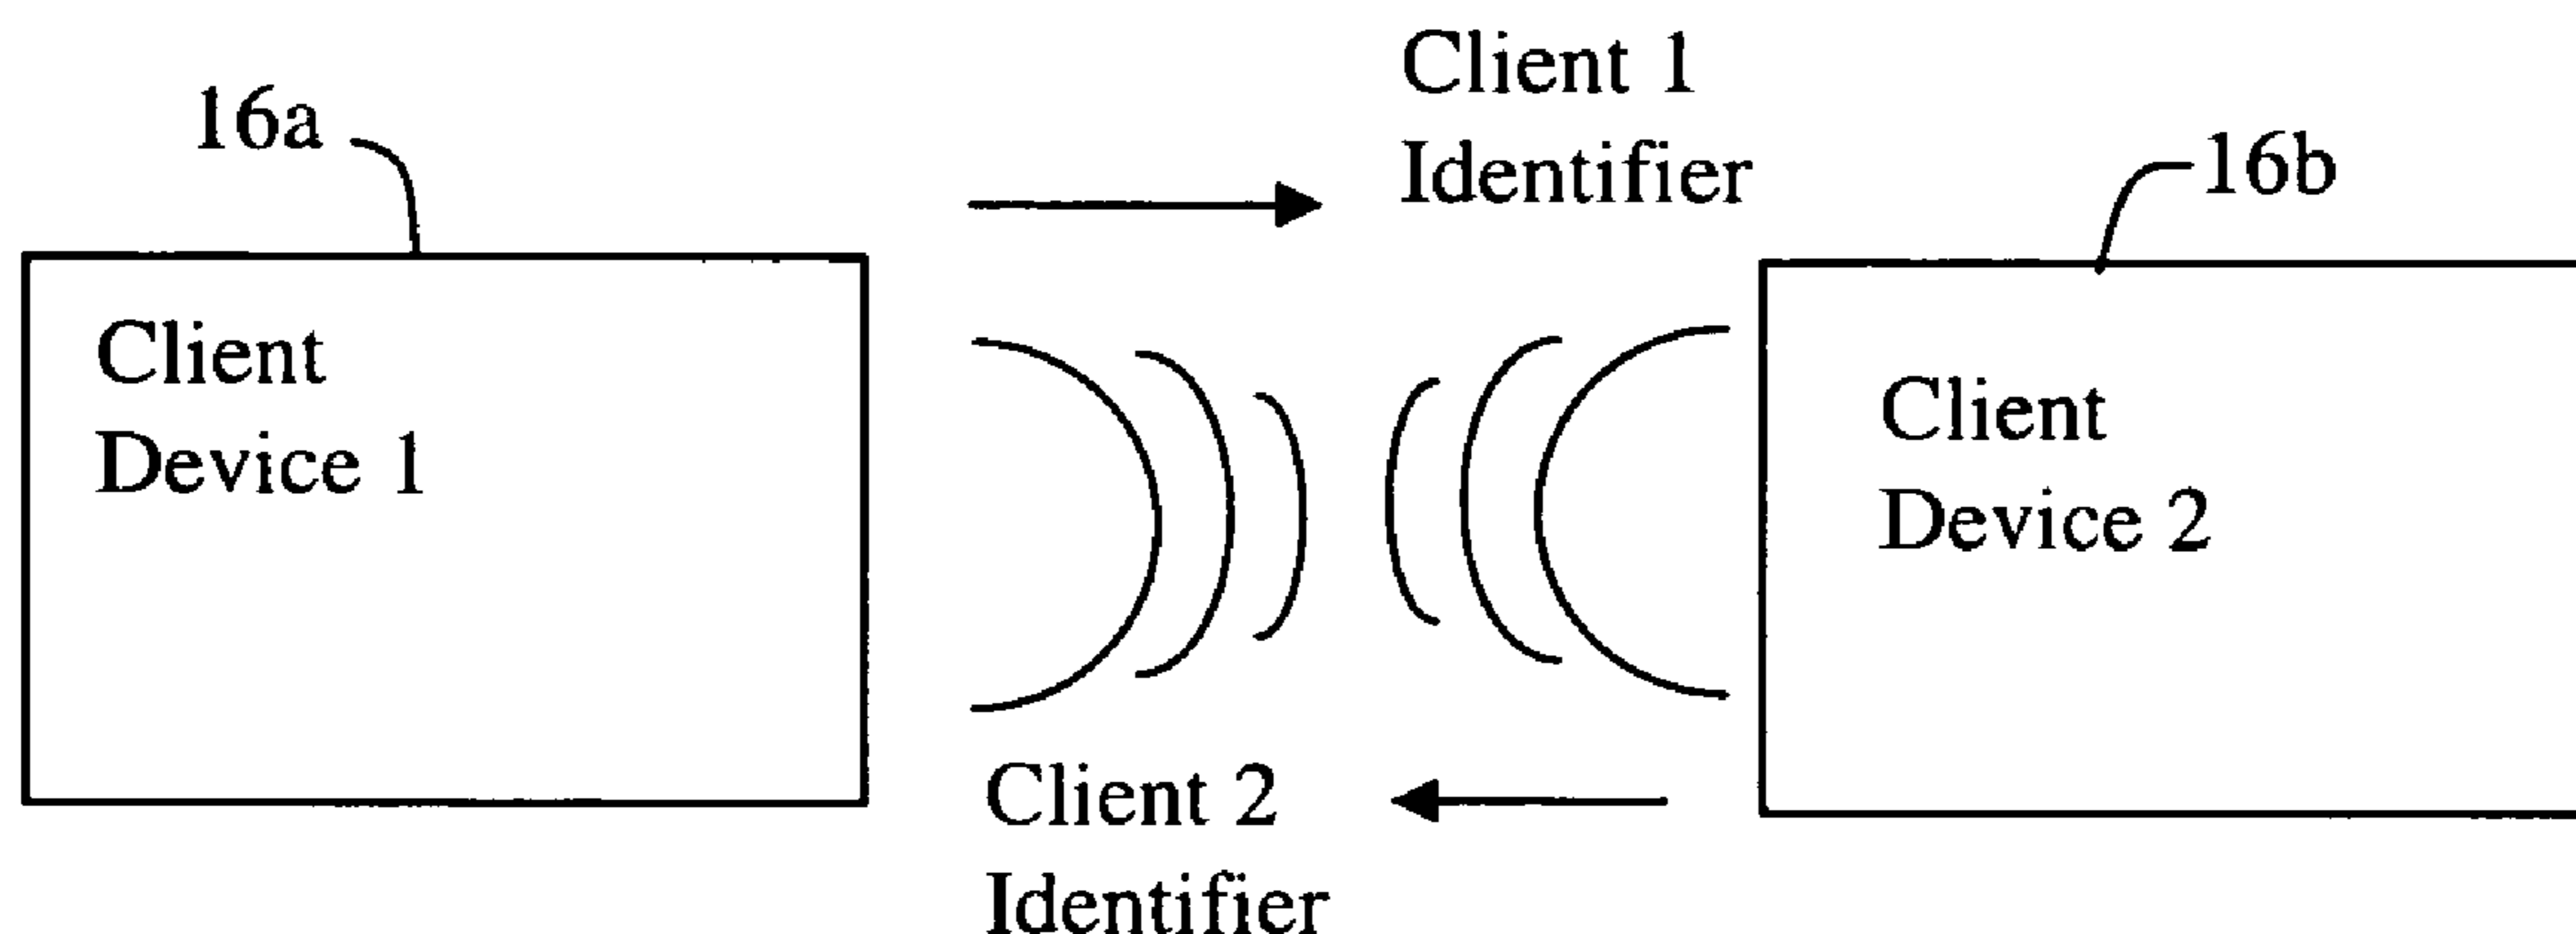 16a
Client 1
Identifier
16b
Client
Device 1
Client
Device 2
Client 2
Identifier